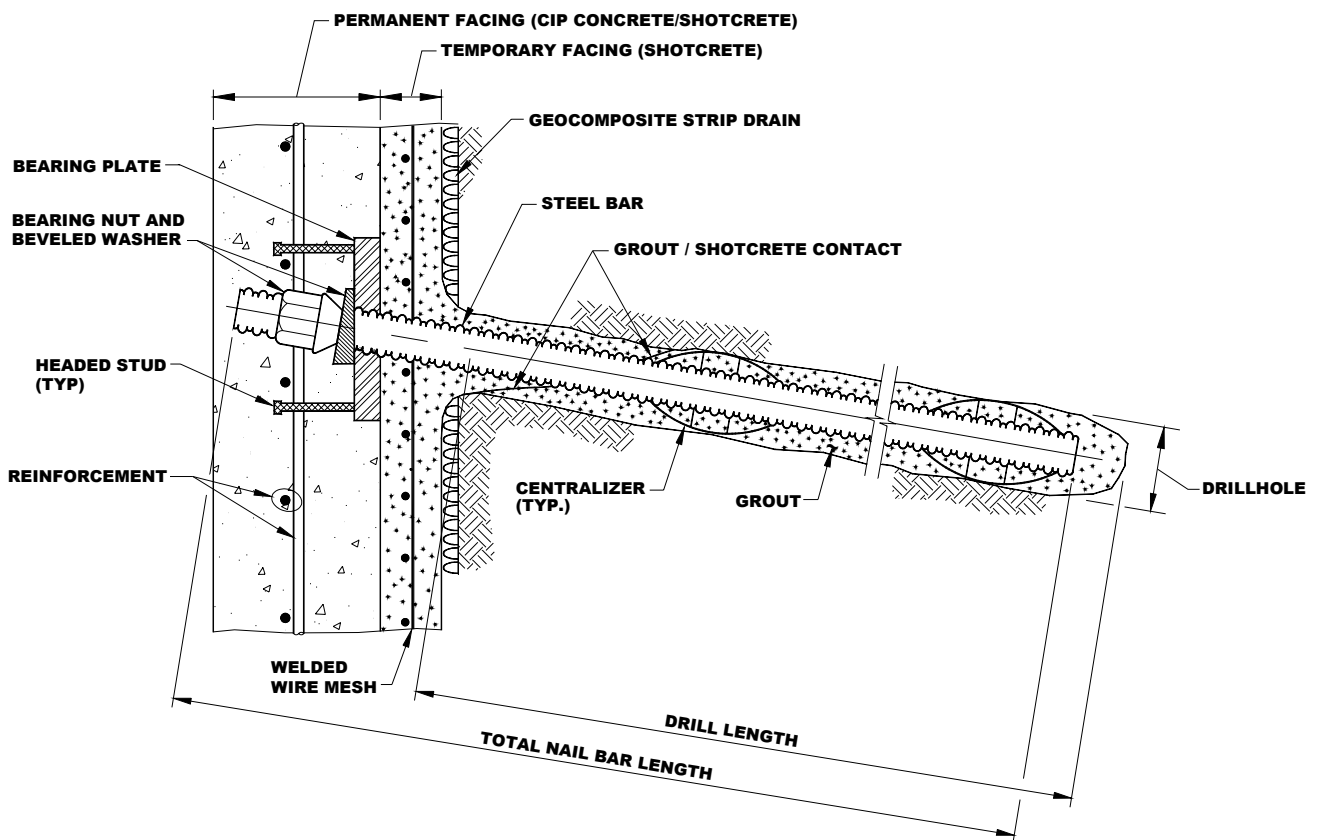 PERMANENT FACING (CIP CONCRETE/SHOTCRETE)
TEMPORARY FACING (SHOTCRETE)
GEOCOMPOSITE STRIP DRAIN
BEARING PLATE
STEEL BAR
BEARING NUT AND
BEVELED WASHER
GROUT / SHOTCRETE CONTACT
HEADED STUD
(TYP)
REINFORCEMENT
CENTRALIZER
(TYP.)
GROUT
DRILLHOLE
WELDED
WIRE MESH
DRILL LENGTH
TOTAL NAIL BAR LENGTH